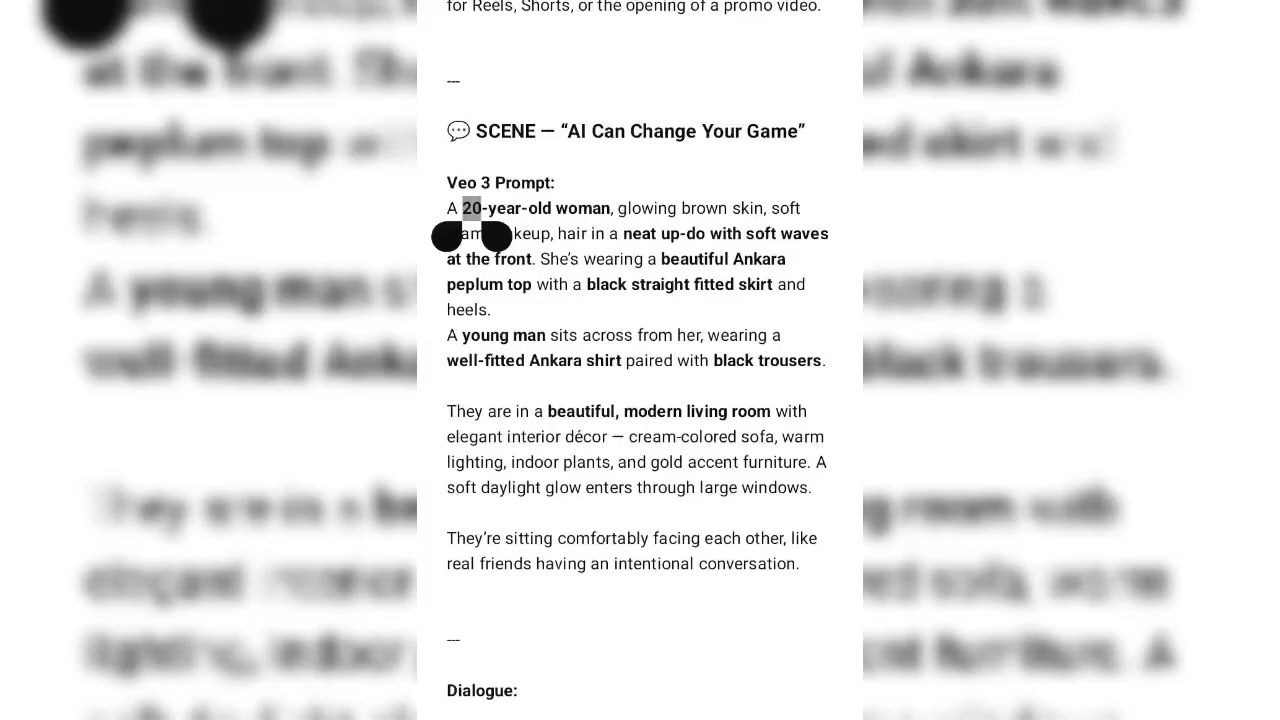 for Reels, Shorts, or the opening of a promo video.
---
💬 SCENE — “AI Can Change Your Game”
Veo 3 Prompt:
A 20-year-old woman, glowing brown skin, soft
hair in a neat up-do with soft waves
at the front. She’s wearing a beautiful Ankara
peplum top with a black straight fitted skirt and
heels.
A young man sits across from her, wearing a
well-fitted Ankara shirt paired with black trousers.
They are in a beautiful, modern living room with
elegant interior décor — cream-colored sofa, warm
lighting, indoor plants, and gold accent furniture. A
soft daylight glow enters through large windows.
They’re sitting comfortably facing each other, like
real friends having an intentional conversation.
---
Dialogue: